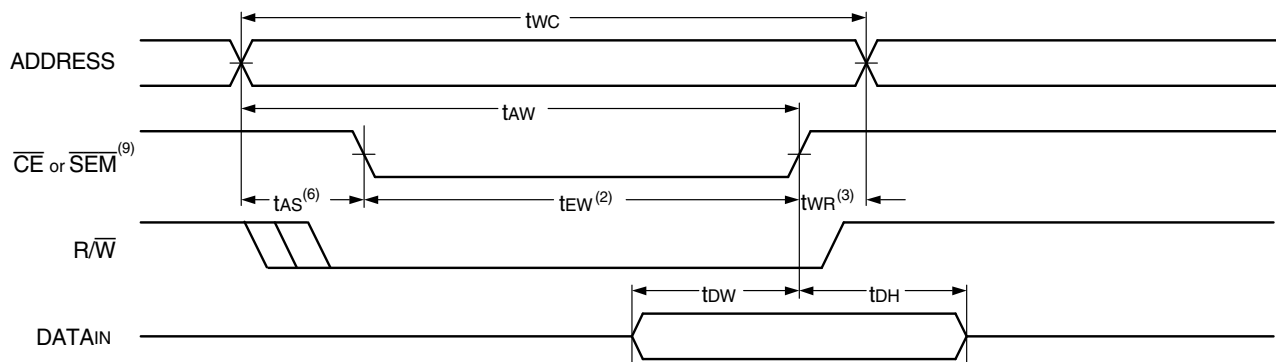 tWC
ADDRESS
tAW
CE or SEM(9)
tAS(6)
tEW(2)
tWR(3)
R/W
tDW
tDH
DATAIN